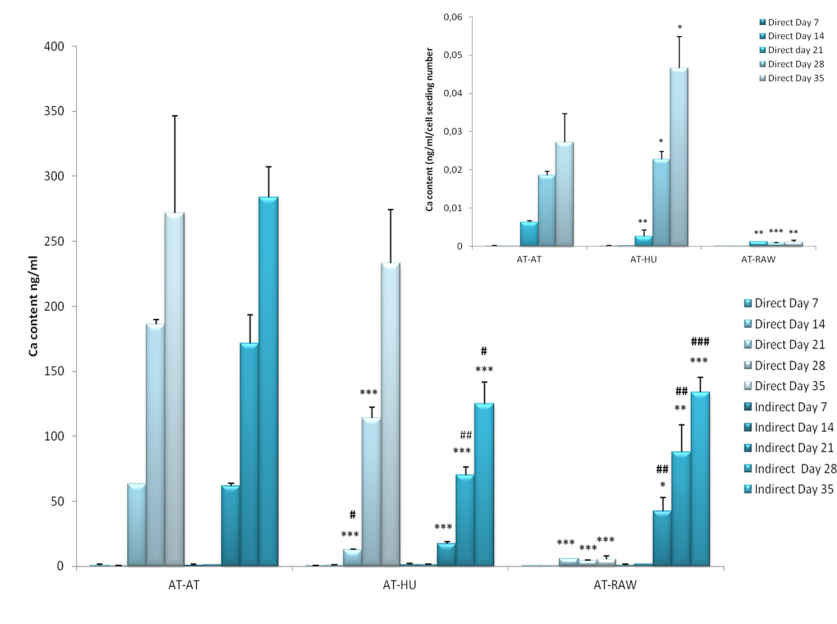 Ca content ng/ml
400
350
300
250
200
150
100
50
0
AT-AT
AT-HU
AT-RAW
***
#
***
***
***
##
***
#
***
***
***
***
##
*
##
**
###
***
Direct Day 7
Direct Day 14
Direct Day 21
Direct Day 28
Direct Day 35
Indirect Day 7
Indirect Day 14
Indirect Day 21
Indirect Day 28
Indirect Day 35
Ca content (ng/ml/cell seeding number
0,06
0,05
0,04
0,03
0,02
0,01
0
AT-AT
AT-HU
AT-RAW
**
*
*
**
***
**
Direct Day 7
Direct Day 14
Direct day 21
Direct Day 28
Direct Day 35